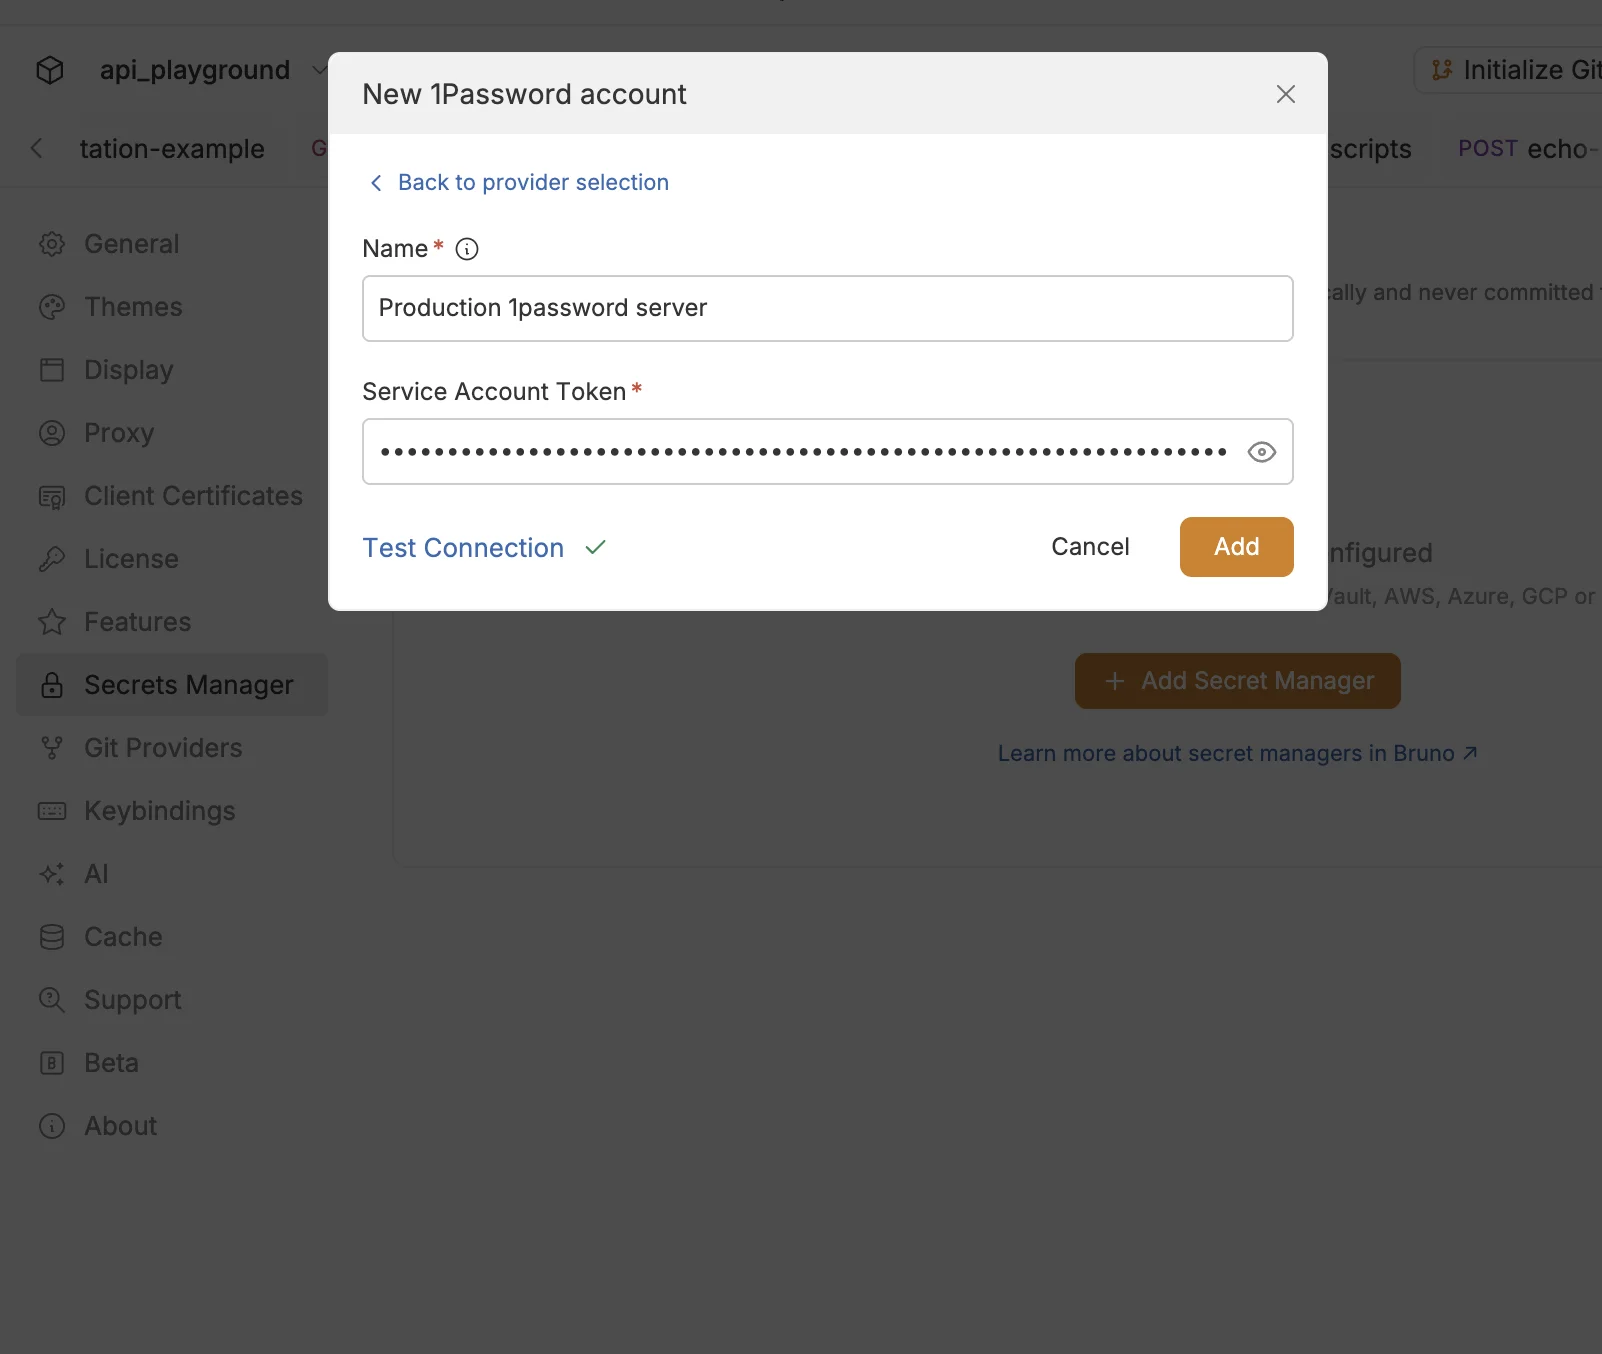 api_playground
Initialize Git
tation-example
scripts
POST echo-
New 1Password account
Back to provider selection
Name*
Production 1password server
Service Account Token*
Test Connection
Cancel
Add
General
Themes
Display
Proxy
Client Certificates
License
Features
Secrets Manager
Git Providers
Keybindings
AI
Cache
Support
Beta
About
and never committed
Vault, AWS, Azure, GCP or
+ Add Secret Manager
Learn more about secret managers in Bruno ↗